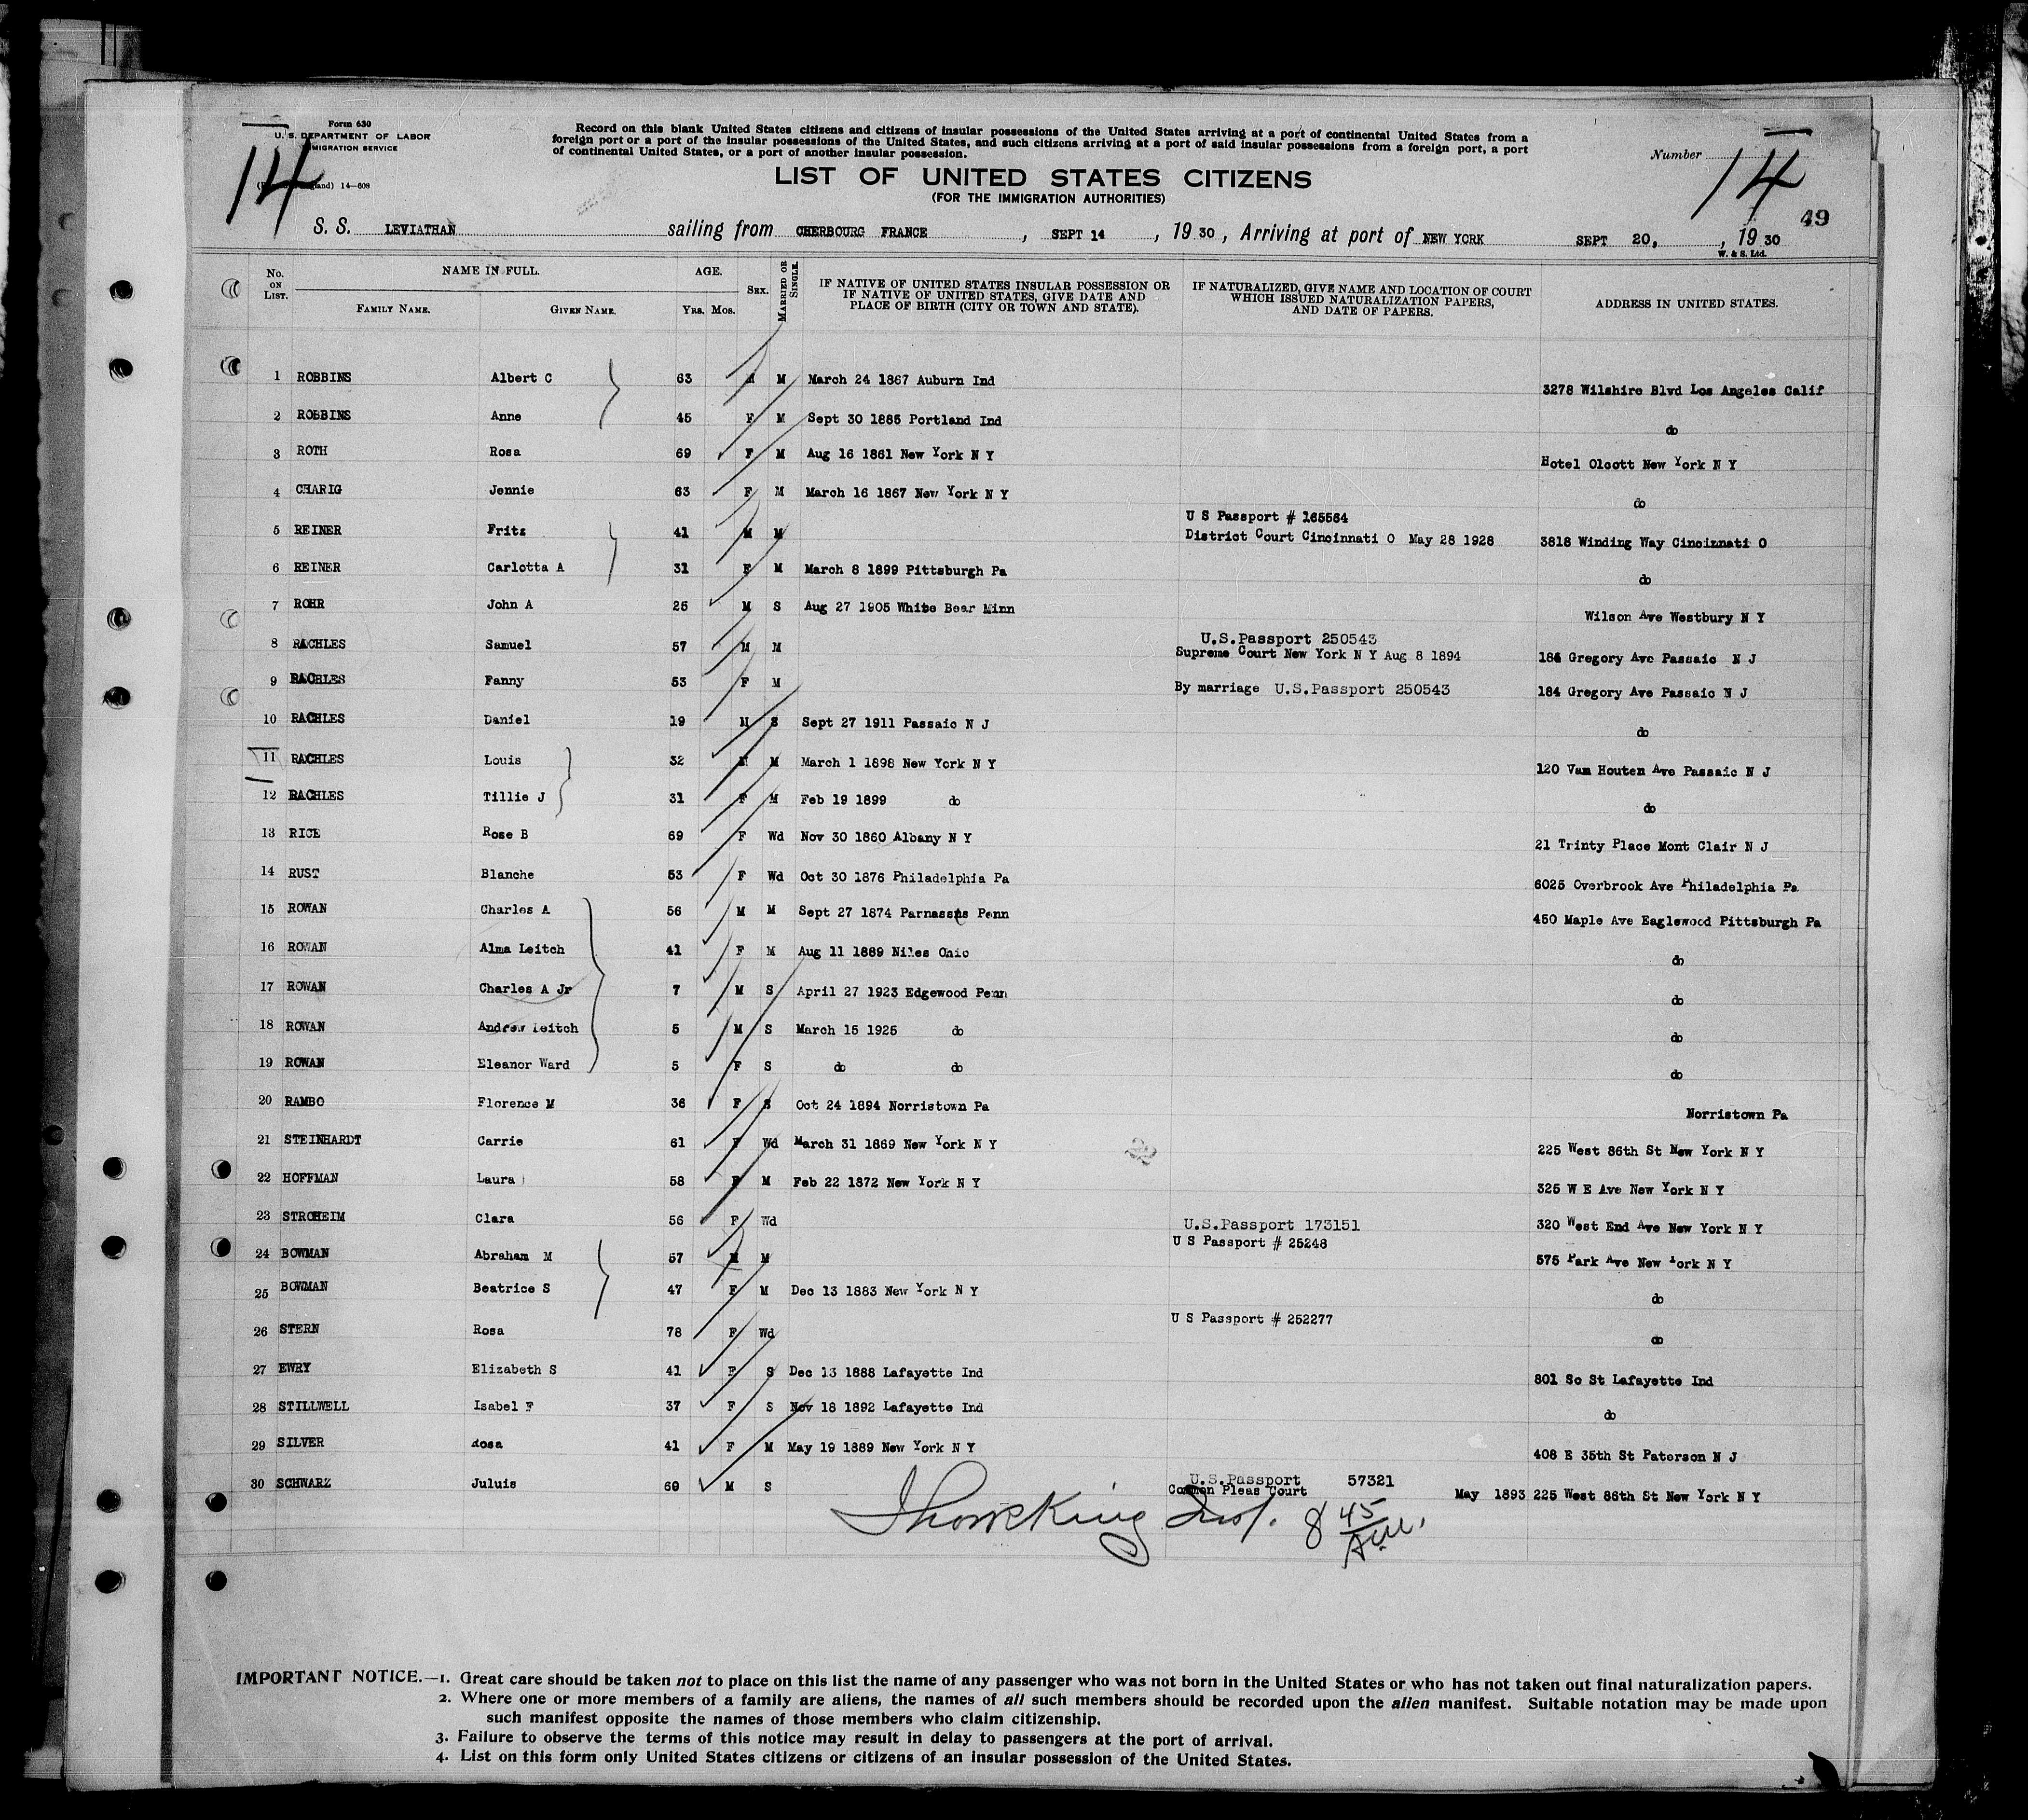 Form 630
U. S. DEPARTMENT OF LABOR
IMMIGRATION SERVICE
14—608
14
Record on this blank United States citizens and citizens of insular possessions of the United States arriving at a port of continental United States from a
foreign port or a port of the insular possessions of the United States, and such citizens arriving at a port of said insular possessions from a foreign port, a port
of continental United States, or a port of another insular possession.
Number 14
LIST OF UNITED STATES CITIZENS
(FOR THE IMMIGRATION AUTHORITIES)
49
S. S. LEVIATHAN sailing from CHERBOURG FRANCE, SEPT 14, 19 30, Arriving at port of NEW YORK SEPT 20, , 19 30
W. & S. Ltd.
No. ON LIST. NAME IN FULL. FAMILY NAME. GIVEN NAME. AGE. YRS. MOS. SEX. MARRIED OR SINGLE. IF NATIVE OF UNITED STATES INSULAR POSSESSION OR IF NATIVE OF UNITED STATES, GIVE DATE AND PLACE OF BIRTH (CITY OR TOWN AND STATE). IF NATURALIZED, GIVE NAME AND LOCATION OF COURT WHICH ISSUED NATURALIZATION PAPERS, AND DATE OF PAPERS. ADDRESS IN UNITED STATES.
1 ROBBINS Albert C 63 M M March 24 1867 Auburn Ind 3278 Wilshire Blvd Los Angeles Calif
2 ROBBINS Anne 45 F M Sept 30 1885 Portland Ind do
3 ROTH Rosa 69 F M Aug 16 1861 New York N Y Hotel Olcott New York N Y
4 CHARIG Jennie 63 F M March 16 1867 New York N Y do
U S Passport # 165564
5 REINER Fritz 41 M M District Court Cincinnati O May 28 1928 3818 Winding Way Cincinnati O
6 REINER Carlotta A 31 F M March 8 1899 Pittsburgh Pa do
7 ROHR John A 25 M S Aug 27 1905 White Bear Minn Wilson Ave Westbury N Y
U.S.Passport 250543
8 RACHLES Samuel 57 M M Supreme Court New York N Y Aug 8 1894 184 Gregory Ave Passaic N J
9 RACHLES Fanny 53 F M By marriage U.S.Passport 250543 184 Gregory Ave Passaic N J
10 RACHLES Daniel 19 M S Sept 27 1911 Passaic N J do
11 RACHLES Louis 32 M M March 1 1898 New York N Y 120 Van Houten Ave Passaic N J
12 RACHLES Tillie J 31 F M Feb 19 1899 do do
13 RICE Rose B 69 F Wd Nov 30 1860 Albany N Y 21 Trinty Place Mont Clair N J
14 RUST Blanche 53 F Wd Oct 30 1876 Philadelphia Pa 6025 Overbrook Ave Philadelphia Pa
15 ROWAN Charles A 56 M M Sept 27 1874 Parnassus Penn 450 Maple Ave Eaglewood Pittsburgh Pa
16 ROWAN Alma Leitch 41 F M Aug 11 1889 Niles Ohio do
17 ROWAN Charles A Jr 7 M S April 27 1923 Edgewood Penn do
18 ROWAN Andrew Leitch 5 M S March 15 1925 do do
19 ROWAN Eleanor Ward 5 F S do do do
20 RAMBO Florence M 36 F S Oct 24 1894 Norristown Pa Norristown Pa
21 STEINHARDT Carrie 61 F Wd March 31 1869 New York N Y 225 West 86th St New York N Y
22 HOFFMAN Laura 58 F M Feb 22 1872 New York N Y 325 W E Ave New York N Y
23 STROHEIM Clara 56 F Wd U.S.Passport 173151 320 West End Ave New York N Y
U S Passport # 25248
24 BOWMAN Abraham M 57 M M 575 Park Ave New York N Y
25 BOWMAN Beatrice S 47 F M Dec 13 1883 New York N Y do
U S Passport # 252277
26 STERN Rosa 78 F Wd do
27 EWRY Elizabeth S 41 F S Dec 13 1888 Lafayette Ind 801 So St Lafayette Ind
28 STILLWELL Isabel F 37 F S Nov 18 1892 Lafayette Ind do
29 SILVER Rosa 41 F M May 19 1889 New York N Y 408 E 35th St Paterson N J
U.S.Passport 57321
30 SCHWARZ Juluis 60 M S Common Pleas Court May 1893 225 West 86th St New York N Y
8 45 AM.
IMPORTANT NOTICE.—1. Great care should be taken not to place on this list the name of any passenger who was not born in the United States or who has not taken out final naturalization papers.
2. Where one or more members of a family are aliens, the names of all such members should be recorded upon the alien manifest. Suitable notation may be made upon
such manifest opposite the names of those members who claim citizenship.
3. Failure to observe the terms of this notice may result in delay to passengers at the port of arrival.
4. List on this form only United States citizens or citizens of an insular possession of the United States.